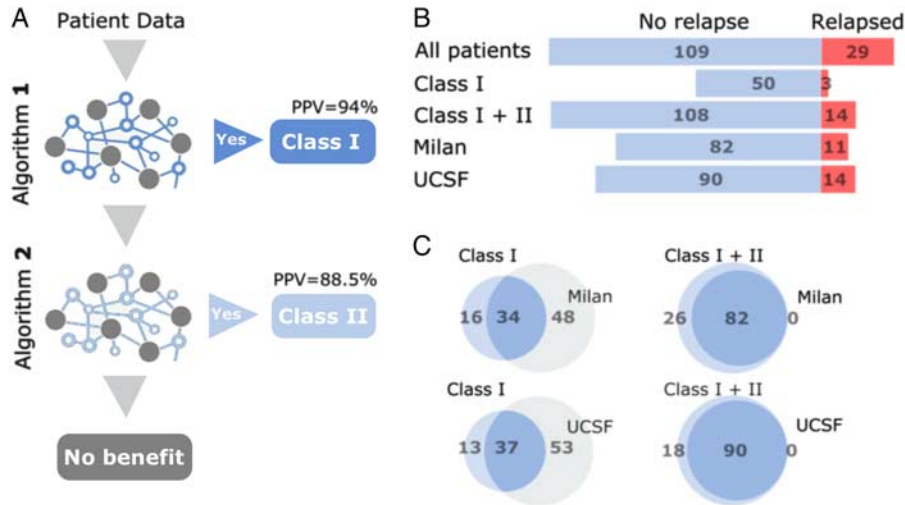 A
Patient Data
Algorithm 1
PPV=94%
Yes
Class I
Algorithm 2
PPV=88.5%
Yes
Class II
No benefit
B
No relapse Relapsed
All patients 109 29
Class I 50 3
Class I + II 108 14
Milan 82 11
UCSF 90 14
C
Class I
Milan
16 34 48
Class I + II
Milan
26 82 0
Class I
UCSF
13 37 53
Class I + II
UCSF
18 90 0